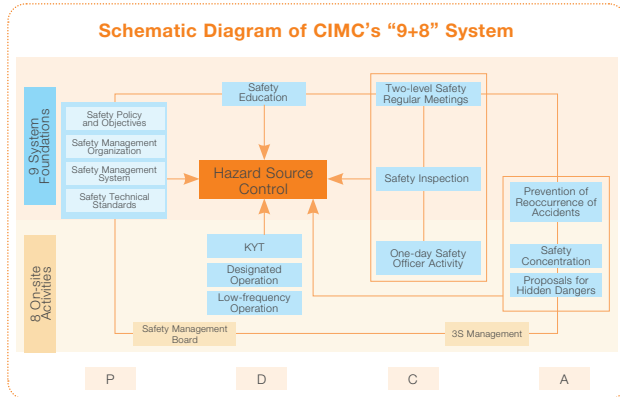 Schematic Diagram of CIMC's “9+8” System
9 System
Foundations
Safety Policy
and Objectives
Safety Management
Organization
Safety Management
System
Safety Technical
Standards
Safety
Education
Hazard Source
Control
Two-level Safety
Regular Meetings
Safety Inspection
Prevention of
Reoccurrence of
Accidents
8 On-site
Activities
KYT
Designated
Operation
Low-frequency
Operation
One-day Safety
Officer Activity
Safety
Concentration
Proposals for
Hidden Dangers
Safety Management
Board
3S Management
P
D
C
A